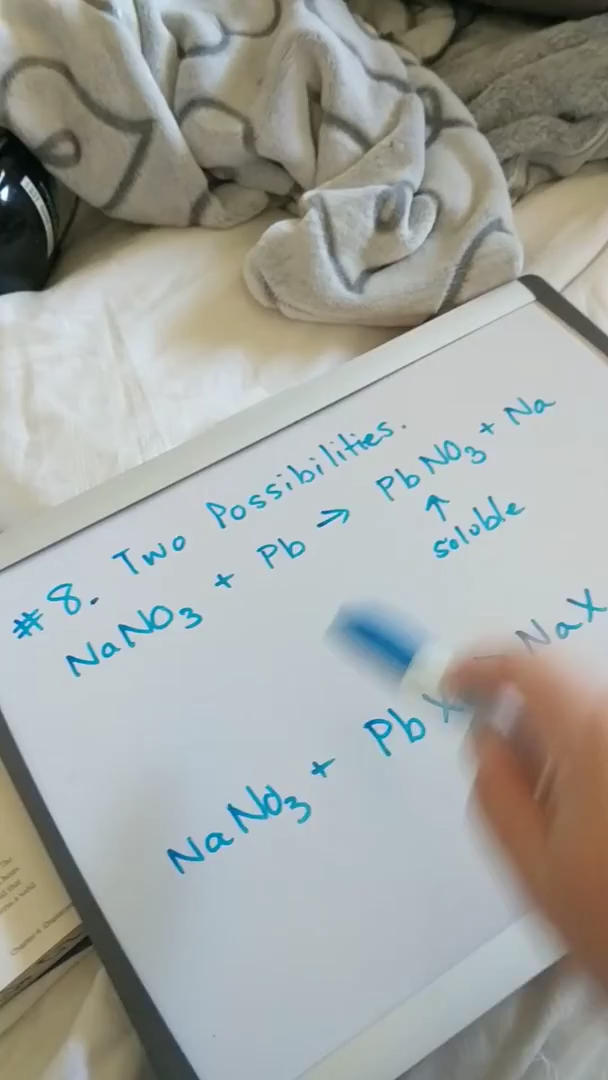 #8. Two Possibilities.
NaNO3 + Pb → PbNO3 + Na
↑
soluble
NaNO3 + PbX NaX